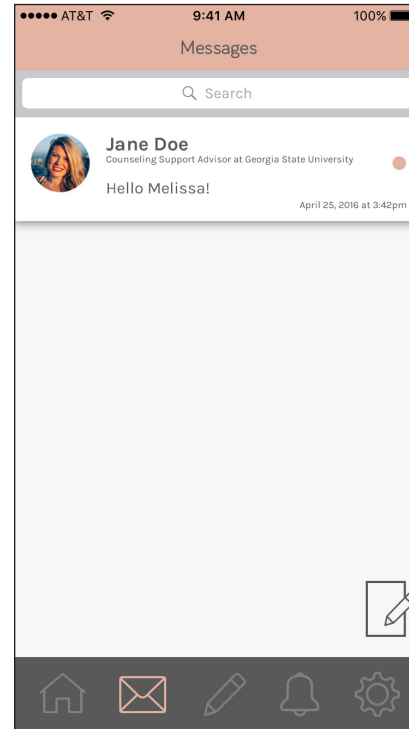 AT&T 9:41 AM 100%
Messages
Search
Jane Doe
Counseling Support Advisor at Georgia State University
Hello Melissa!
April 25, 2016 at 3:42pm